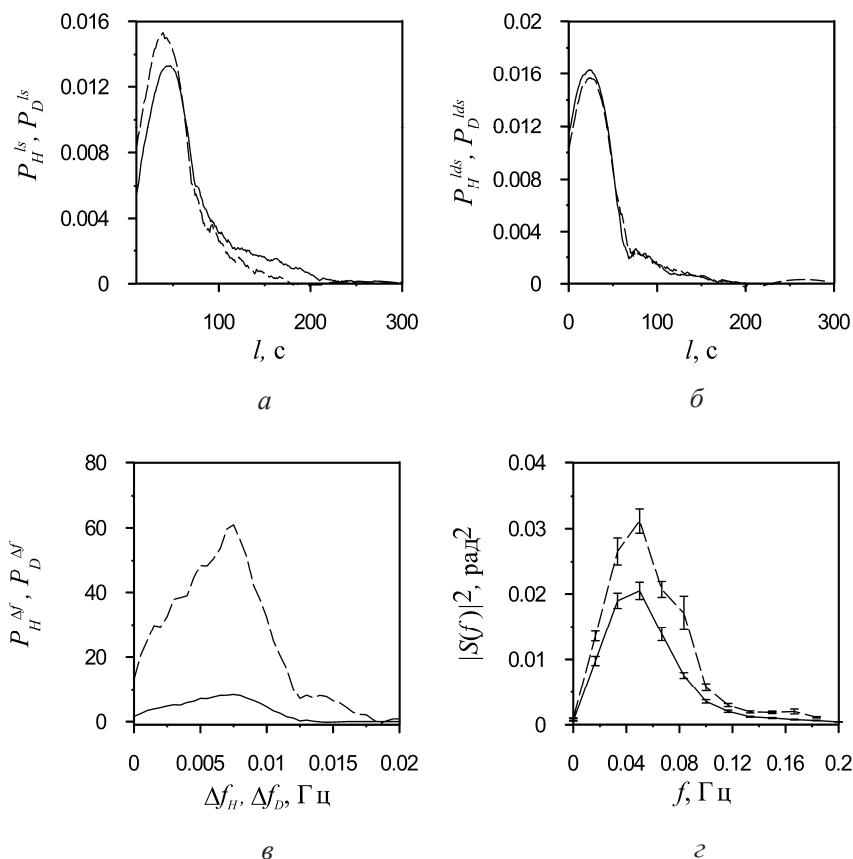 0.016
0.012
0.008
0.004
0
P_H^{ls}, P_D^{ls}
100 200 300
l, с
а
0.02
0.016
0.012
0.008
0.004
0
P_H^{lds}, P_D^{lds}
0 100 200 300
l, с
б
80
60
40
20
0
P_H^{Δf}, P_D^{Δf}
0 0.005 0.01 0.015 0.02
Δf_H, Δf_D, Гц
в
0.04
0.03
0.02
0.01
0
|S(f)|², рад²
0 0.04 0.08 0.12 0.16 0.2
f, Гц
г